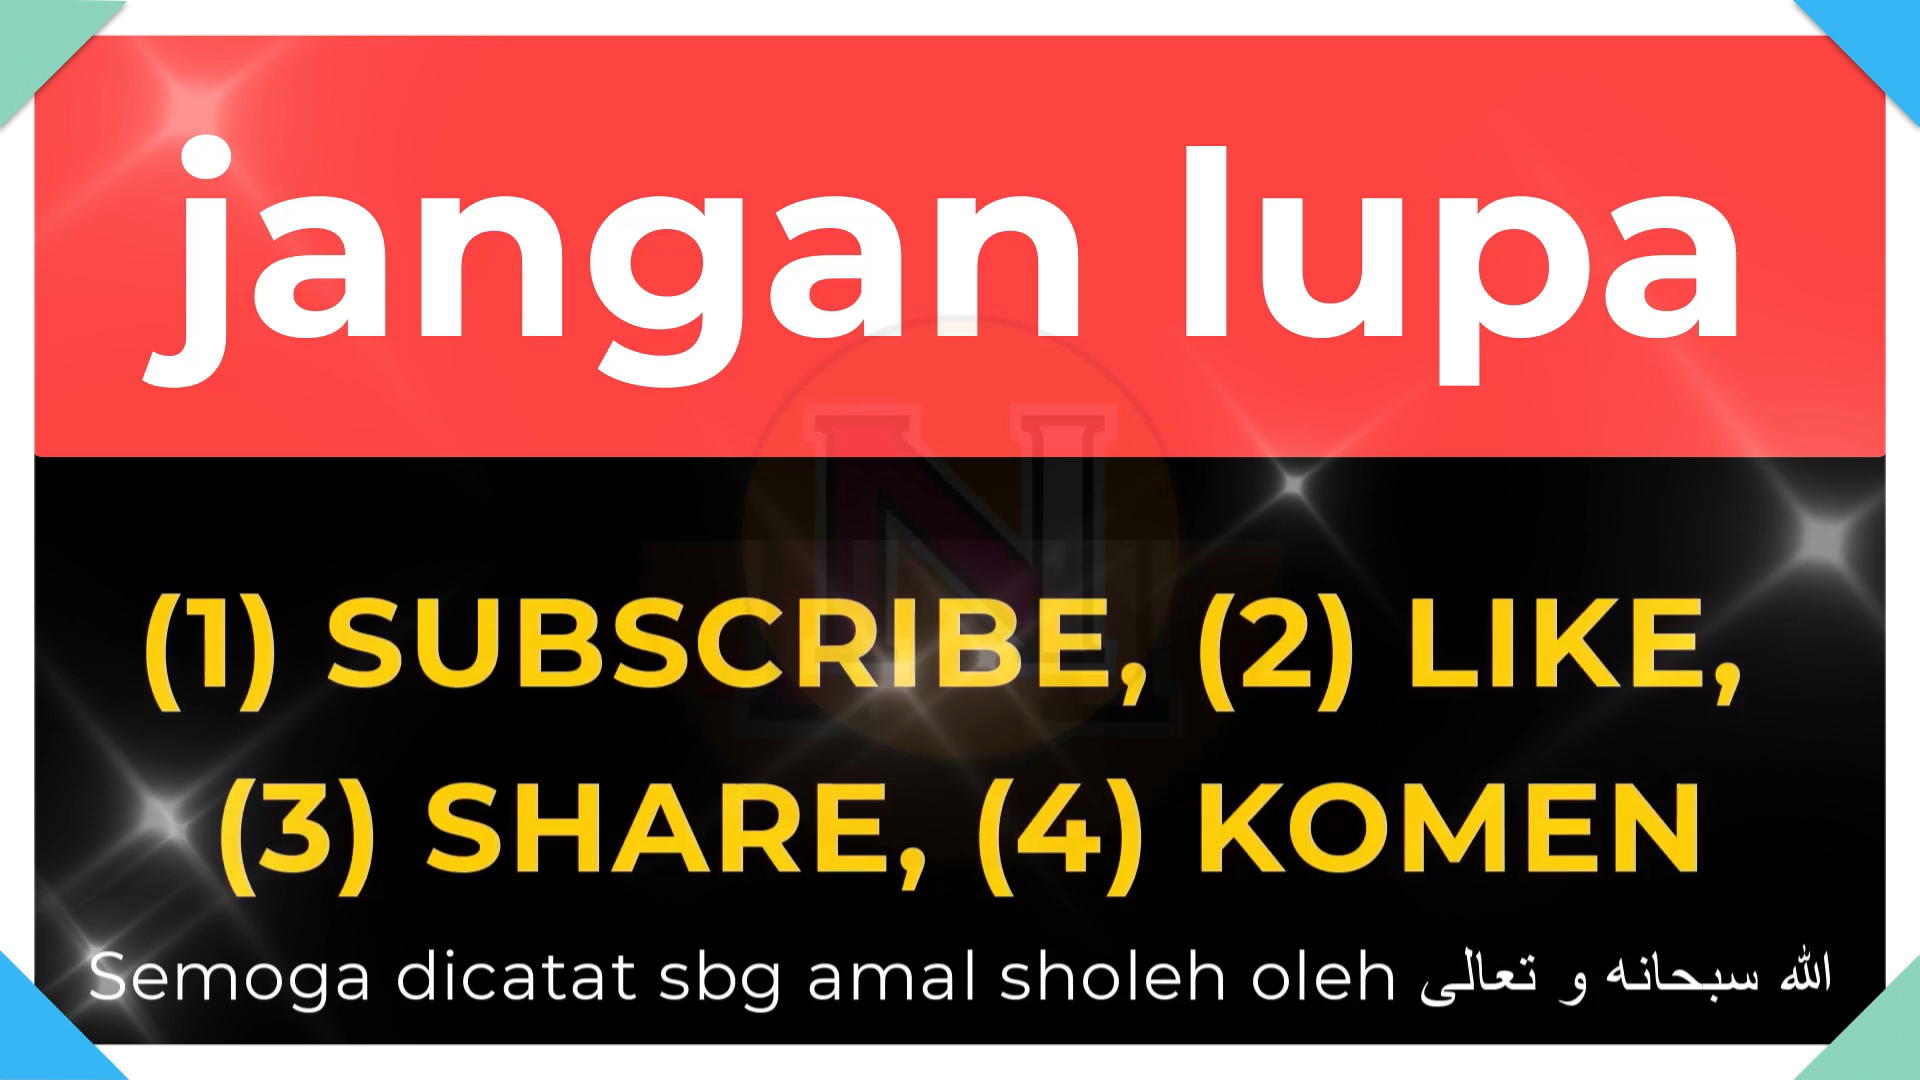 jangan lupa
(1) SUBSCRIBE, (2) LIKE,
(3) SHARE, (4) KOMEN
Semoga dicatat sbg amal sholeh oleh الله سبحانه و تعالى